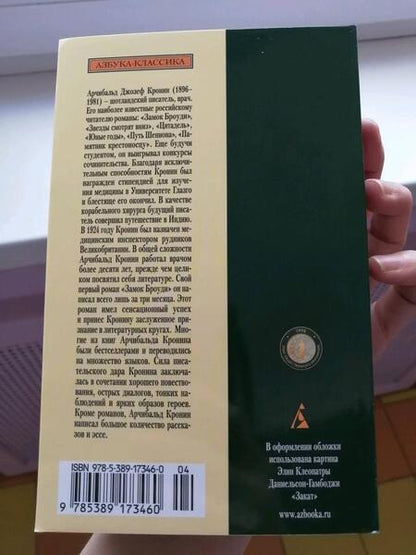 АЗБУКА-КЛАССИКА
Арчибальд Джозеф Кронин (1896–
1981) – шотландский писатель, врач.
Его наиболее известные российскому
читателю романы: «Замок Броуди»,
«Звезды смотрят вниз», «Цитадель»,
«Юные годы», «Путь Шеннона», «Па-
мятник крестоносцу». Еще будучи
студентом, он выигрывал конкурсы
сочинительства. Благодаря исключи-
тельным способностям Кронин был
награжден стипендией для изуче-
ния медицины в Университете Глазго
и блестяще его окончил. В качестве
корабельного хирурга будущий писа-
тель совершил путешествие в Индию.
В 1924 году Кронин был назначен ме-
дицинским инспектором рудников
Великобритании. В общей сложности
Арчибальд Кронин работал врачом
более десяти лет, прежде чем цели-
ком посвятил себя литературе. Свой
первый роман «Замок Броуди» он на-
писал всего лишь за три месяца. Этот
роман имел сенсационный успех
и принес Кронину заслуженное при-
знание в литературных кругах. Мно-
гие из книг Арчибальда Кронина
были бестселлерами и переводились
на множество языков. Сила писа-
тельского дара Кронина заключа-
лась в сочетании хорошего повество-
вания, острых диалогов, тонких на-
блюдений и ярких образов героев.
Кроме романов, Арчибальд Кронин
написал большое количество расска-
зов и эссе.
ISBN 978-5-389-17346-0
04
9 785389 173460
В оформлении обложки
использована картина
Элин Клеопатры
Даниельсон-Гамбоджи
«Закат»
www.azbooka.ru